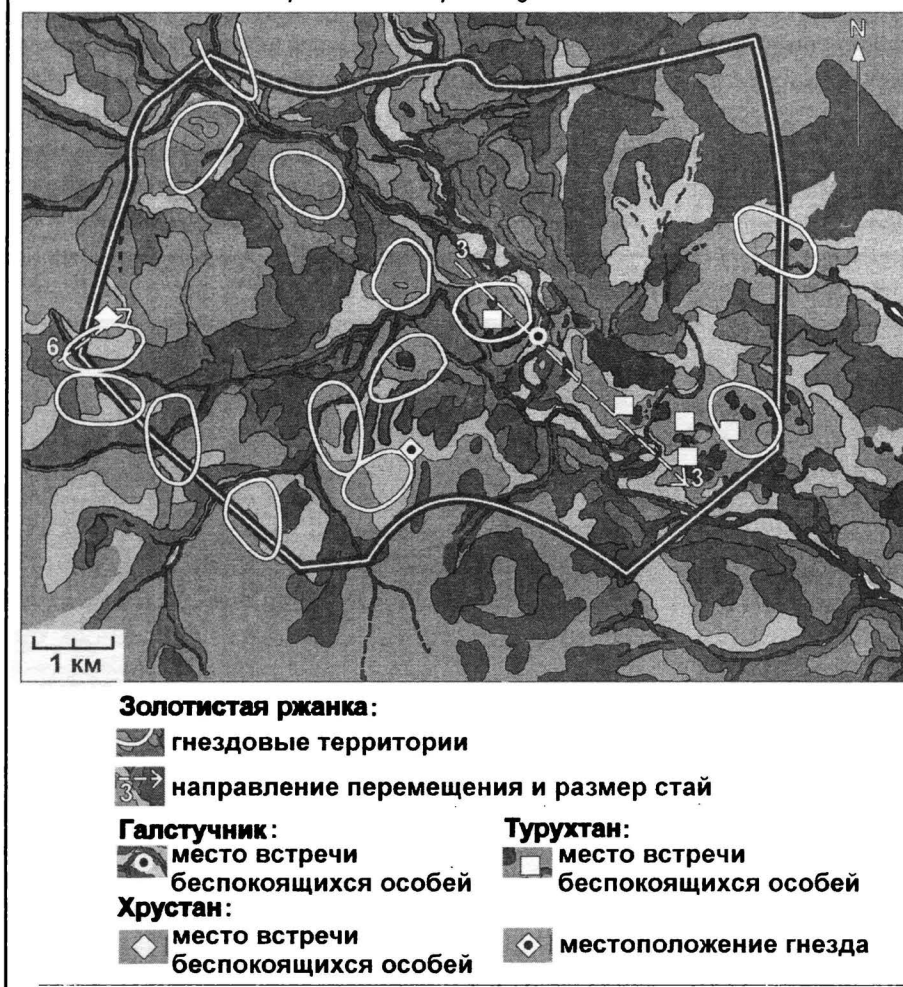 N
3
7
6
3
1 км
Золотистая ржанка:
гнездовые территории
3 направление перемещения и размер стай
Галстучник:
место встречи
беспокоящихся особей
Турухтан:
место встречи
беспокоящихся особей
Хрустан:
место встречи
беспокоящихся особей
местоположение гнезда